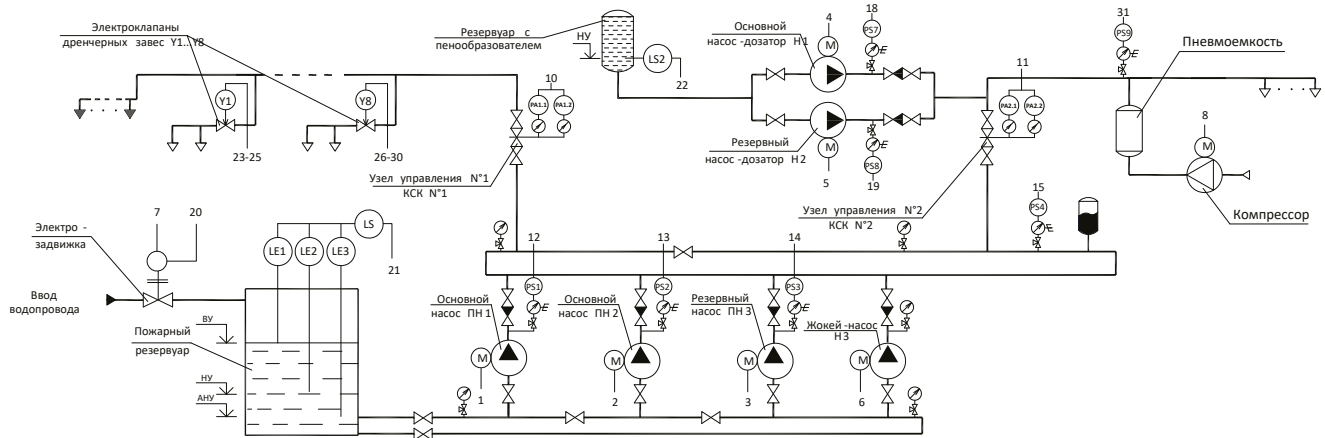 Электроклапаны
дренчерных завес Y1...Y8
Резервуар с
пенообразователем
НУ
LS2
22
Основной
насос -дозатор Н1
4
M
18
PS7
E
Резервный
насос -дозатор Н2
M
5
PS8
19
E
31
PS9
E
Пневмоемкость
8
M
Компрессор
10
PA1.1
PA1.2
11
PA2.1
PA2.2
Y1
23-25
Y8
26-30
Узел управления N°1
КСК N°1
Узел управления N°2
КСК N°2
15
PS4
E
Электро -
задвижка
7
20
LE1
LE2
LE3
LS
21
Ввод
водопровода
Пожарный
резервуар
ВУ
НУ
АНУ
Основной
насос ПН 1
12
PS1
E
M
1
Основной
насос ПН 2
13
PS2
E
M
2
Резервный
насос ПН 3
14
PS3
E
M
3
Жокей -насос
Н3
M
6